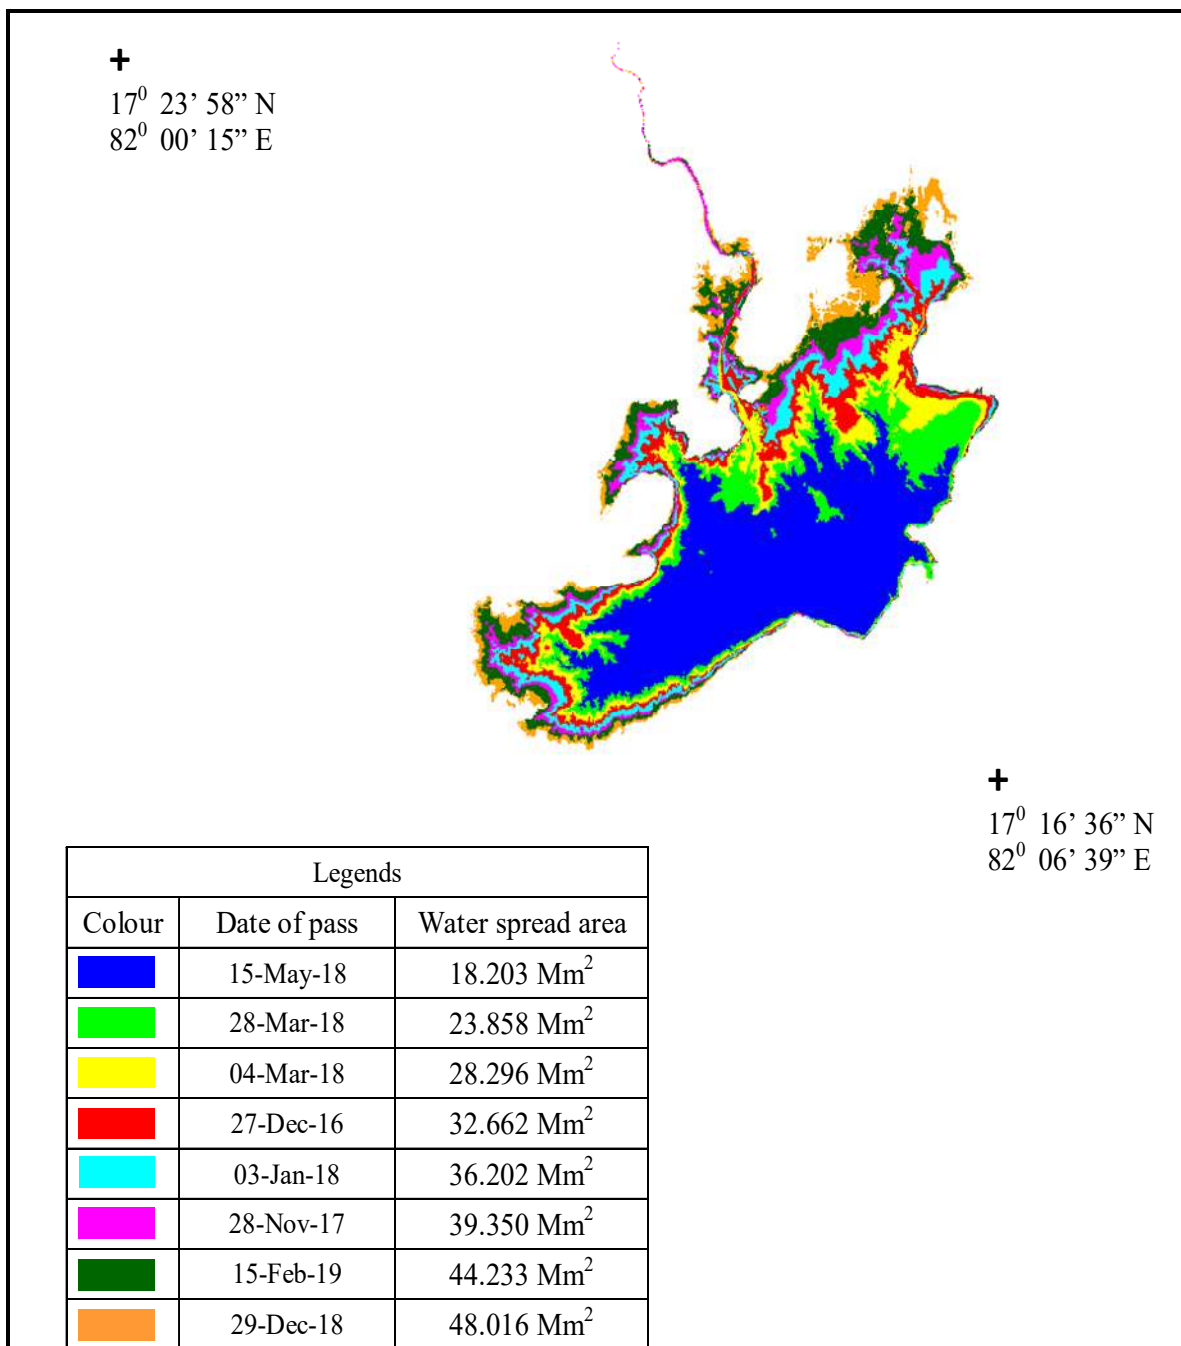 +
17⁰ 23’ 58” N
82⁰ 00’ 15” E
+
17⁰ 16’ 36” N
82⁰ 06’ 39” E
Legends
Colour Date of pass Water spread area
15-May-18 18.203 Mm²
28-Mar-18 23.858 Mm²
04-Mar-18 28.296 Mm²
27-Dec-16 32.662 Mm²
03-Jan-18 36.202 Mm²
28-Nov-17 39.350 Mm²
15-Feb-19 44.233 Mm²
29-Dec-18 48.016 Mm²